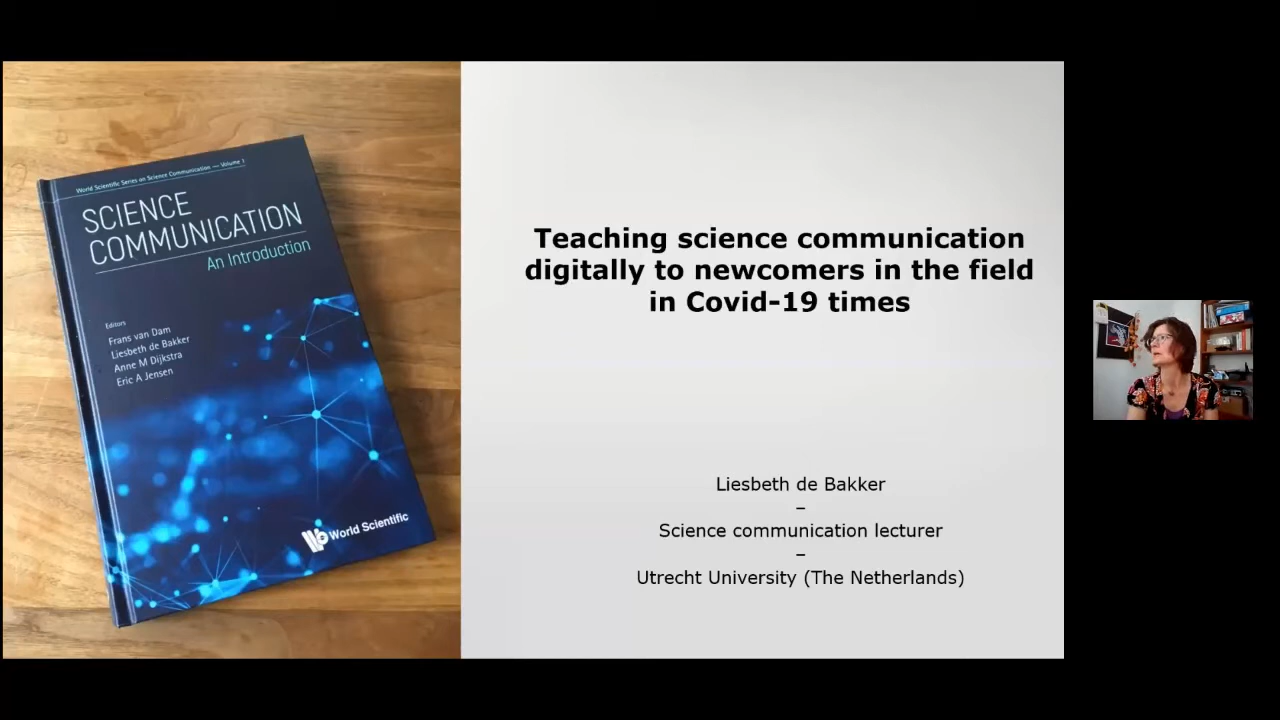 World Scientific Series on Science Communication — Volume 1
SCIENCE
COMMUNICATION
An Introduction
Editors
Frans van Dam
Liesbeth de Bakker
Anne M Dijkstra
Eric A Jensen
World Scientific
Teaching science communication
digitally to newcomers in the field
in Covid-19 times
Liesbeth de Bakker
–
Science communication lecturer
–
Utrecht University (The Netherlands)